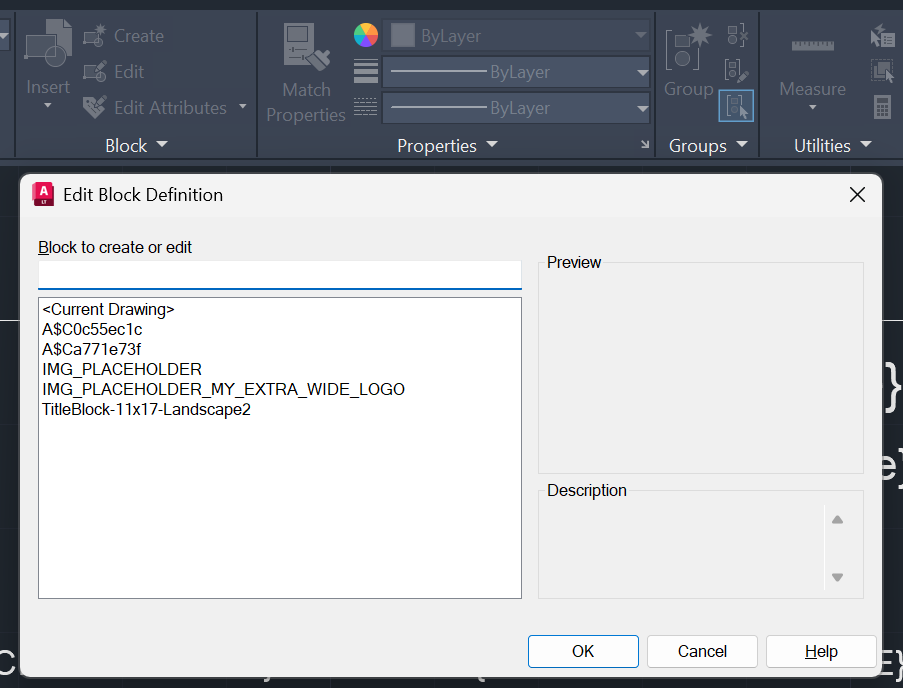 Create
ByLayer
Edit
ByLayer
Insert
Match
Properties
Group
Measure
Edit Attributes
ByLayer
Block
Properties
Groups
Utilities
A
LT
Edit Block Definition
Block to create or edit
Preview
<Current Drawing>
A$C0c55ec1c
A$Ca771e73f
IMG_PLACEHOLDER
IMG_PLACEHOLDER_MY_EXTRA_WIDE_LOGO
TitleBlock-11x17-Landscape2
Description
OK
Cancel
Help
}
e}
C
E}